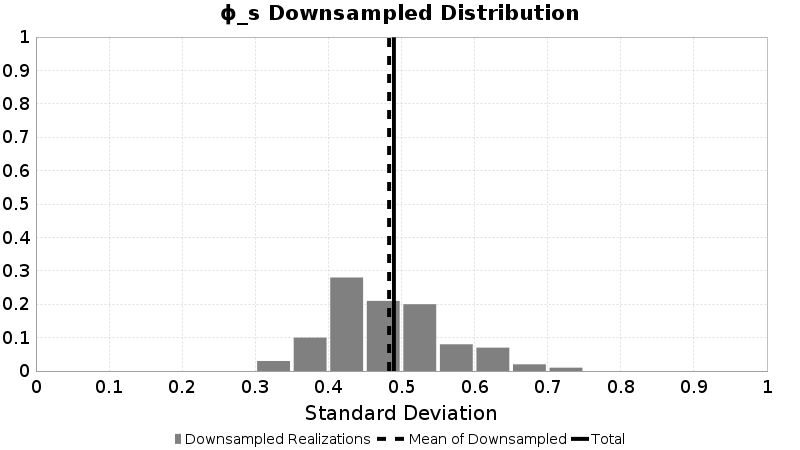 ϕ_s Downsampled Distribution
1
0.9
0.8
0.7
0.6
0.5
0.4
0.3
0.2
0.1
0
0 0.1 0.2 0.3 0.4 0.5 0.6 0.7 0.8 0.9 1
Standard Deviation
Downsampled Realizations Mean of Downsampled Total